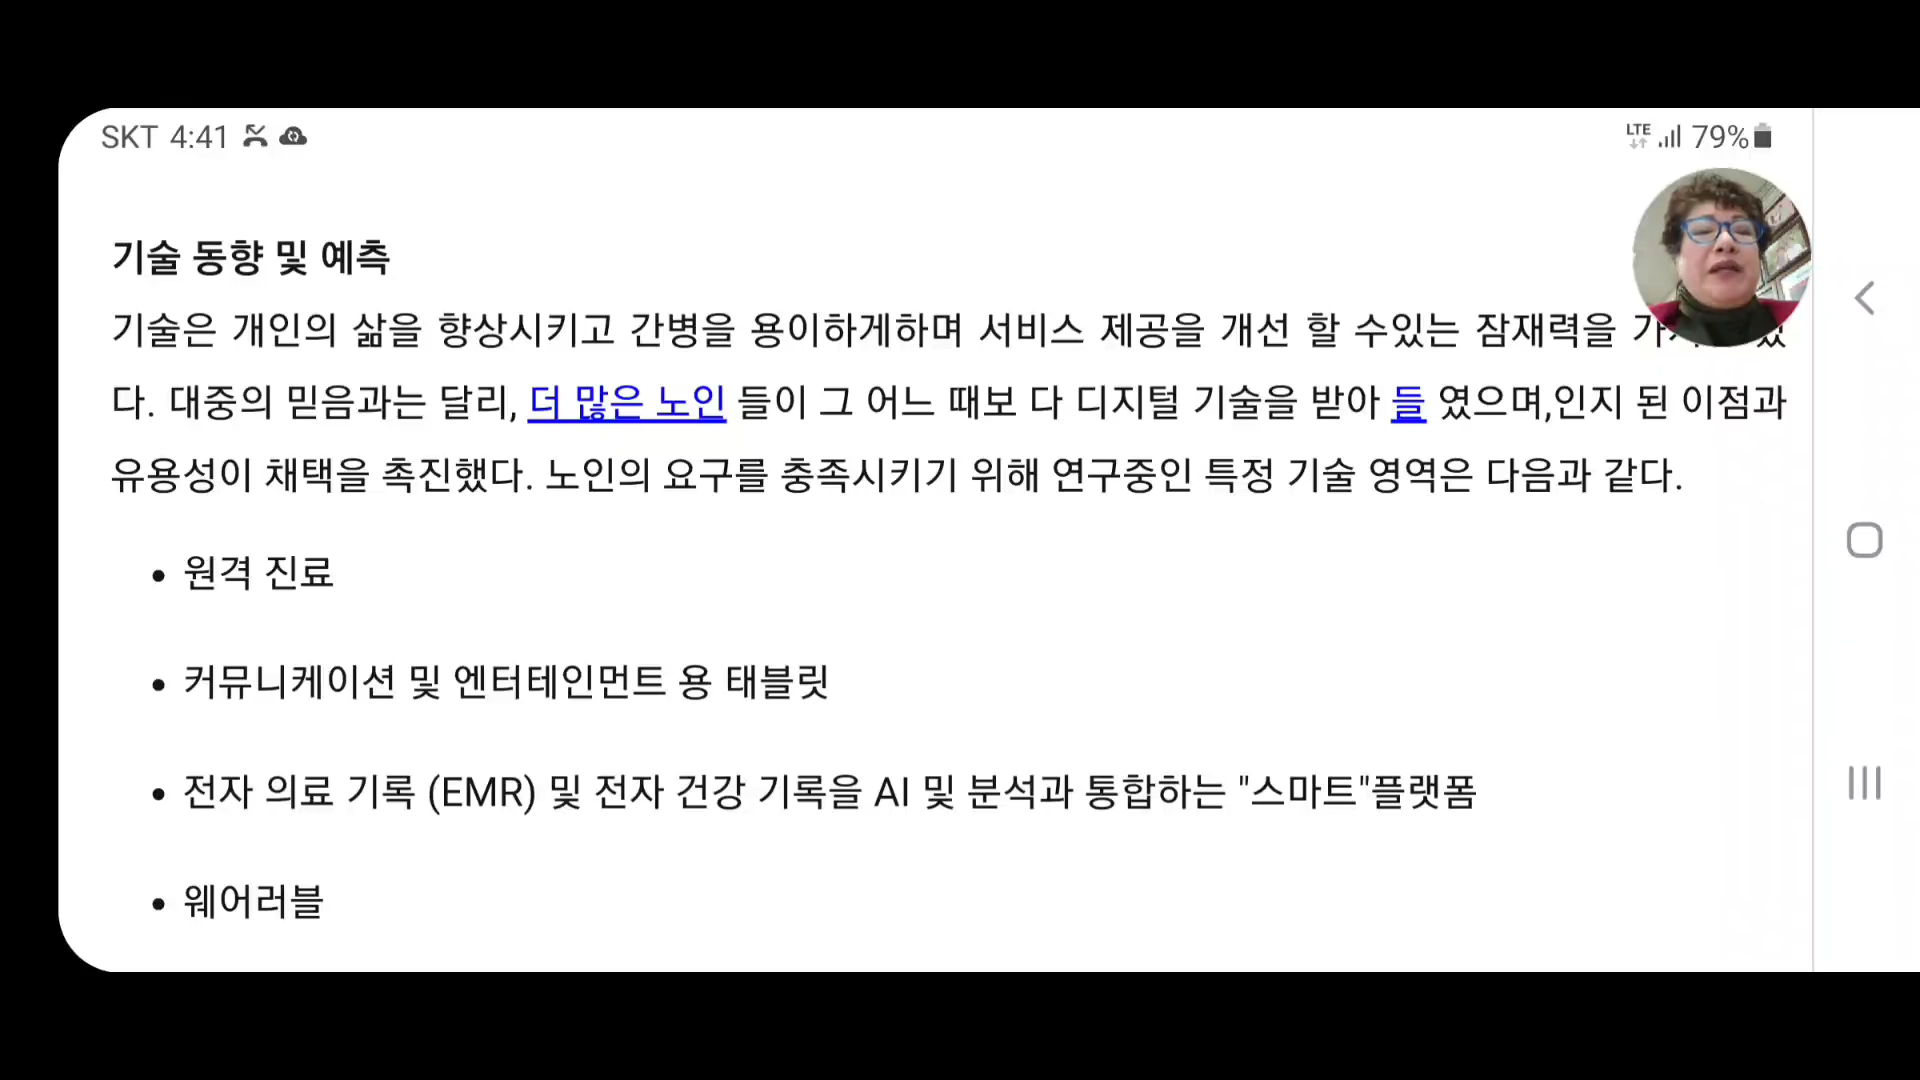 SKT 4:41
LTE 79%
기술 동향 및 예측
기술은 개인의 삶을 향상시키고 간병을 용이하게하며 서비스 제공을 개선 할 수있는 잠재력을
다. 대중의 믿음과는 달리, 더 많은 노인 들이 그 어느 때보 다 디지털 기술을 받아 들 였으며,인지 된 이점과
유용성이 채택을 촉진했다. 노인의 요구를 충족시키기 위해 연구중인 특정 기술 영역은 다음과 같다.
• 원격 진료
• 커뮤니케이션 및 엔터테인먼트 용 태블릿
• 전자 의료 기록 (EMR) 및 전자 건강 기록을 AI 및 분석과 통합하는 "스마트"플랫폼
• 웨어러블